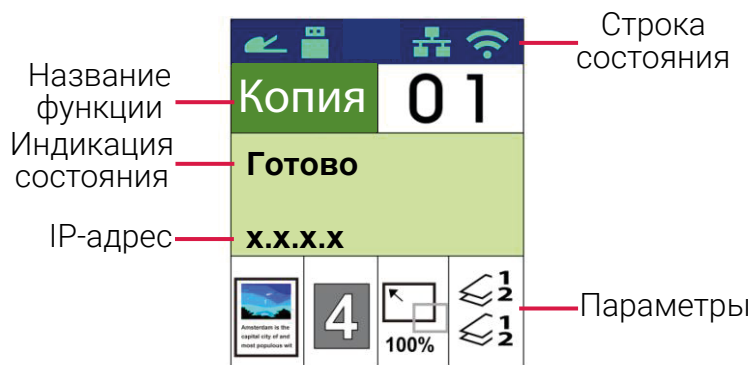 Строка
состояния
Название
функции
Копия 01
Индикация
состояния
Готово
IP-адрес
x.x.x.x
Amsterdam is the
capital city of and
most populous wit
4
100%
1
2
1
2
Параметры